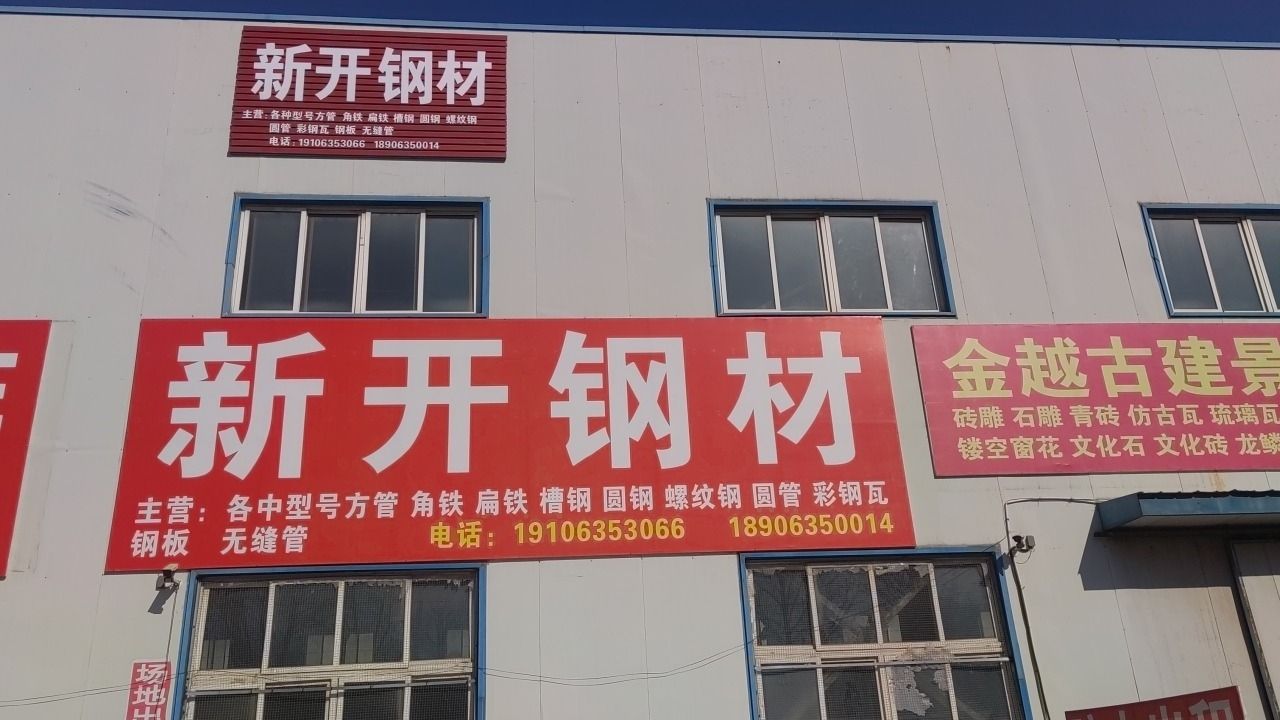 新开钢材
主营:各种型号方管 角铁 扁铁 槽钢 圆钢 螺纹钢
圆管 彩钢瓦 钢板 无缝管
电话:19106353066 18906350014
新开钢材
主营: 各中型号方管 角铁 扁铁 槽钢 圆钢 螺纹钢 圆管 彩钢瓦
钢板 无缝管 电话: 19106353066 18906350014
金越古建景
砖雕 石雕 青砖 仿古瓦 琉璃瓦
镂空窗花 文化石 文化砖 龙鳞
场地出